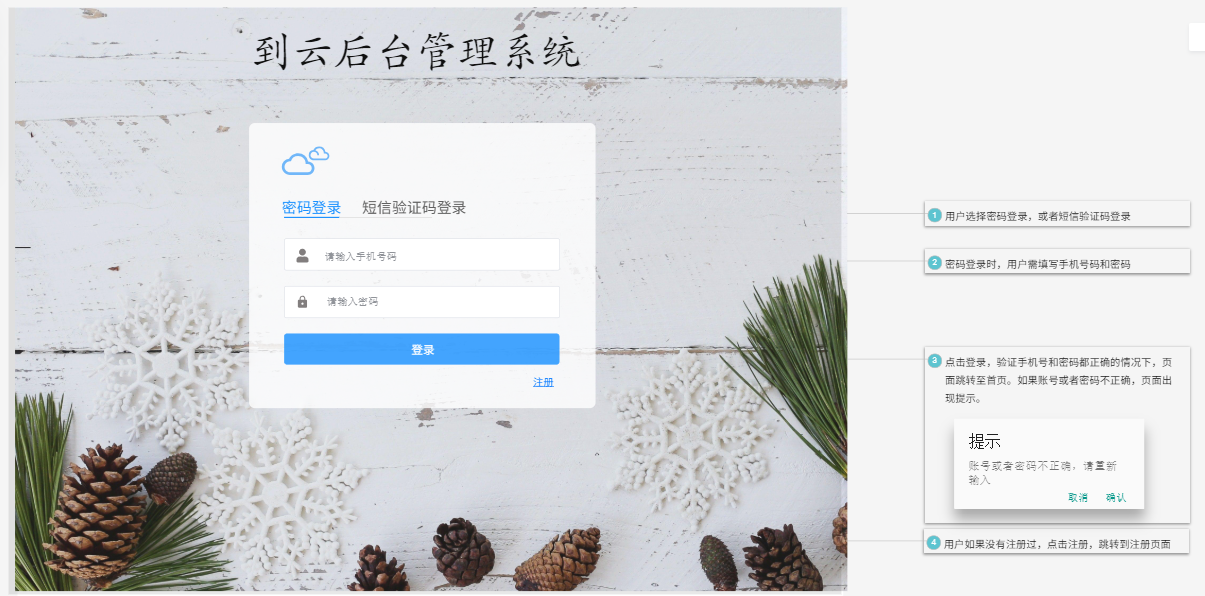 到云后台管理系统
密码登录 短信验证码登录
请输入手机号码
请输入密码
登录
注册
1 用户选择密码登录，或者短信验证码登录
2 密码登录时，用户需填写手机号码和密码
3 点击登录，验证手机号和密码都正确的情况下，页
面跳转至首页。如果账号或者密码不正确，页面出
现提示。
提示
账号或者密码不正确，请重新
输入
取消 确认
4 用户如果没有注册过，点击注册，跳转到注册页面